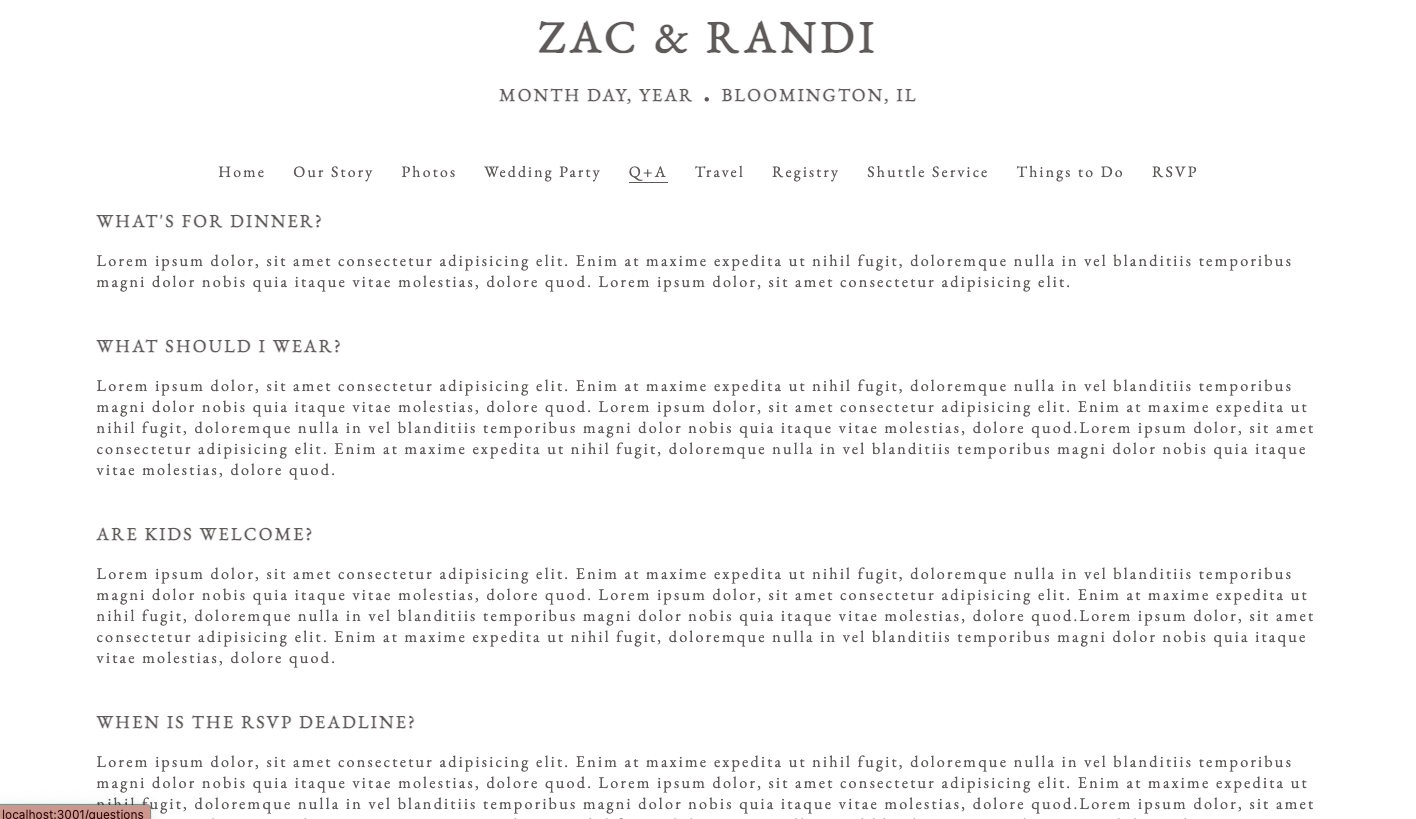 ZAC & RANDI
MONTH DAY, YEAR . BLOOMINGTON, IL
Home Our Story Photos Wedding Party Q+A Travel Registry Shuttle Service Things to Do RSVP
WHAT'S FOR DINNER?
Lorem ipsum dolor, sit amet consectetur adipisicing elit. Enim at maxime expedita ut nihil fugit, doloremque nulla in vel blanditiis temporibus
magni dolor nobis quia itaque vitae molestias, dolore quod. Lorem ipsum dolor, sit amet consectetur adipisicing elit.
WHAT SHOULD I WEAR?
Lorem ipsum dolor, sit amet consectetur adipisicing elit. Enim at maxime expedita ut nihil fugit, doloremque nulla in vel blanditiis temporibus
magni dolor nobis quia itaque vitae molestias, dolore quod. Lorem ipsum dolor, sit amet consectetur adipisicing elit. Enim at maxime expedita ut
nihil fugit, doloremque nulla in vel blanditiis temporibus magni dolor nobis quia itaque vitae molestias, dolore quod.Lorem ipsum dolor, sit amet
consectetur adipisicing elit. Enim at maxime expedita ut nihil fugit, doloremque nulla in vel blanditiis temporibus magni dolor nobis quia itaque
vitae molestias, dolore quod.
ARE KIDS WELCOME?
Lorem ipsum dolor, sit amet consectetur adipisicing elit. Enim at maxime expedita ut nihil fugit, doloremque nulla in vel blanditiis temporibus
magni dolor nobis quia itaque vitae molestias, dolore quod. Lorem ipsum dolor, sit amet consectetur adipisicing elit. Enim at maxime expedita ut
nihil fugit, doloremque nulla in vel blanditiis temporibus magni dolor nobis quia itaque vitae molestias, dolore quod.Lorem ipsum dolor, sit amet
consectetur adipisicing elit. Enim at maxime expedita ut nihil fugit, doloremque nulla in vel blanditiis temporibus magni dolor nobis quia itaque
vitae molestias, dolore quod.
WHEN IS THE RSVP DEADLINE?
Lorem ipsum dolor, sit amet consectetur adipisicing elit. Enim at maxime expedita ut nihil fugit, doloremque nulla in vel blanditiis temporibus
magni dolor nobis quia itaque vitae molestias, dolore quod. Lorem ipsum dolor, sit amet consectetur adipisicing elit. Enim at maxime expedita ut
nihil fugit, doloremque nulla in vel blanditiis temporibus magni dolor nobis quia itaque vitae molestias, dolore quod.Lorem ipsum dolor, sit amet
localhost:3001/questions